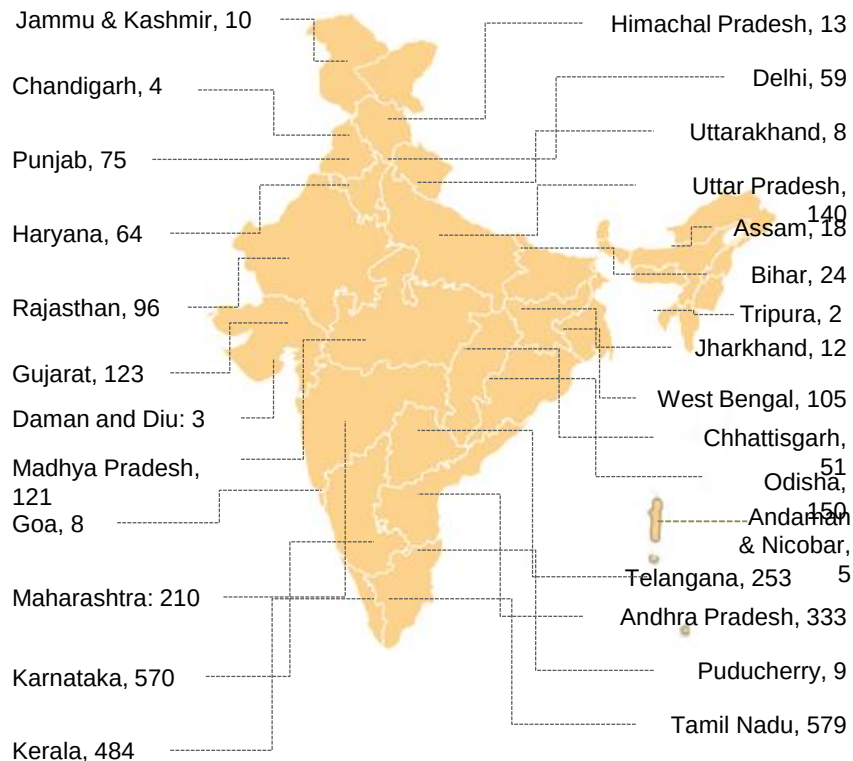 Jammu & Kashmir, 10
Chandigarh, 4
Punjab, 75
Haryana, 64
Rajasthan, 96
Gujarat, 123
Daman and Diu: 3
Madhya Pradesh,
121
Goa, 8
Maharashtra: 210
Karnataka, 570
Kerala, 484
Himachal Pradesh, 13
Delhi, 59
Uttarakhand, 8
Uttar Pradesh,
140
Assam, 18
Bihar, 24
Tripura, 2
Jharkhand, 12
West Bengal, 105
Chhattisgarh,
51
Odisha,
150
Andaman
& Nicobar,
5
Telangana, 253
Andhra Pradesh, 333
Puducherry, 9
Tamil Nadu, 579